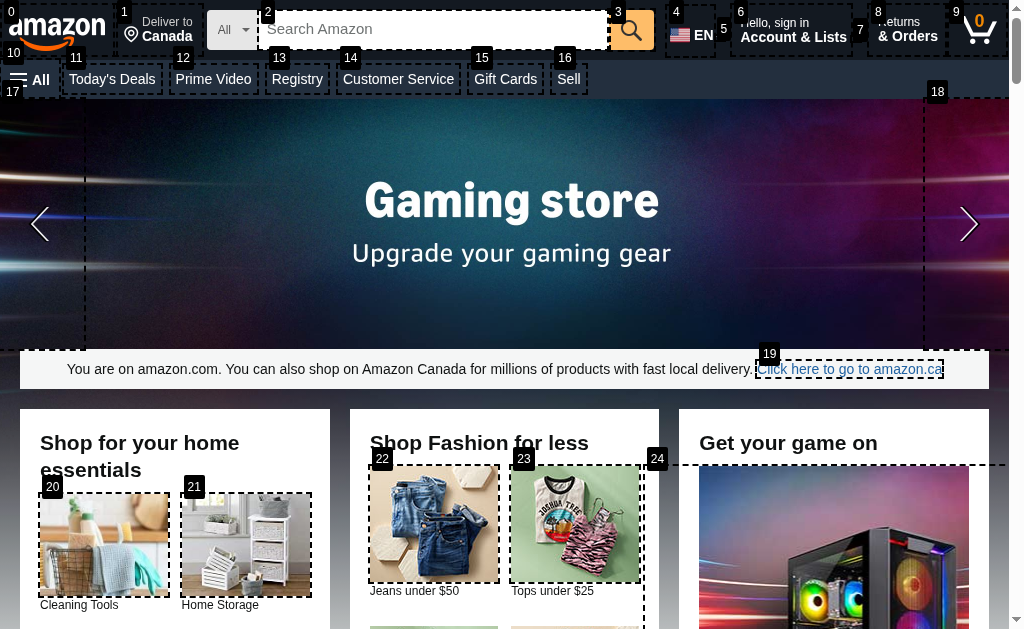 0
1
2
3
4
5
6
7
8
9
amazon
Deliver to
Canada
All
Search Amazon
EN
Hello, sign in
Account & Lists
Returns
& Orders
0
10
11
12
13
14
15
16
All
Today's Deals
Prime Video
Registry
Customer Service
Gift Cards
Sell
17
18
Gaming store
Upgrade your gaming gear
19
You are on amazon.com. You can also shop on Amazon Canada for millions of products with fast local delivery. Click here to go to amazon.ca
Shop for your home
essentials
Shop Fashion for less
Get your game on
20
21
22
23
24
JOSHUA TREE
Cleaning Tools
Home Storage
Jeans under $50
Tops under $25